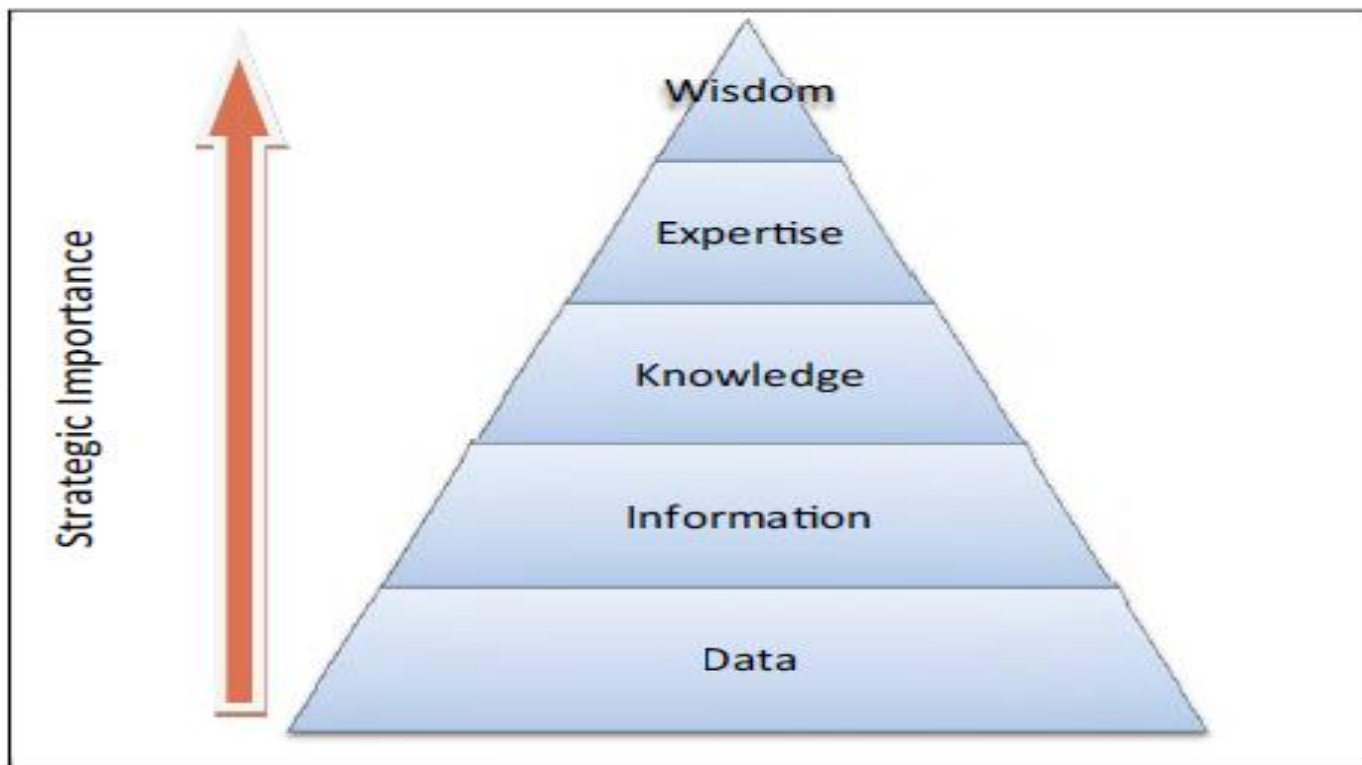 Strategic Importance
Wisdom
Expertise
Knowledge
Information
Data